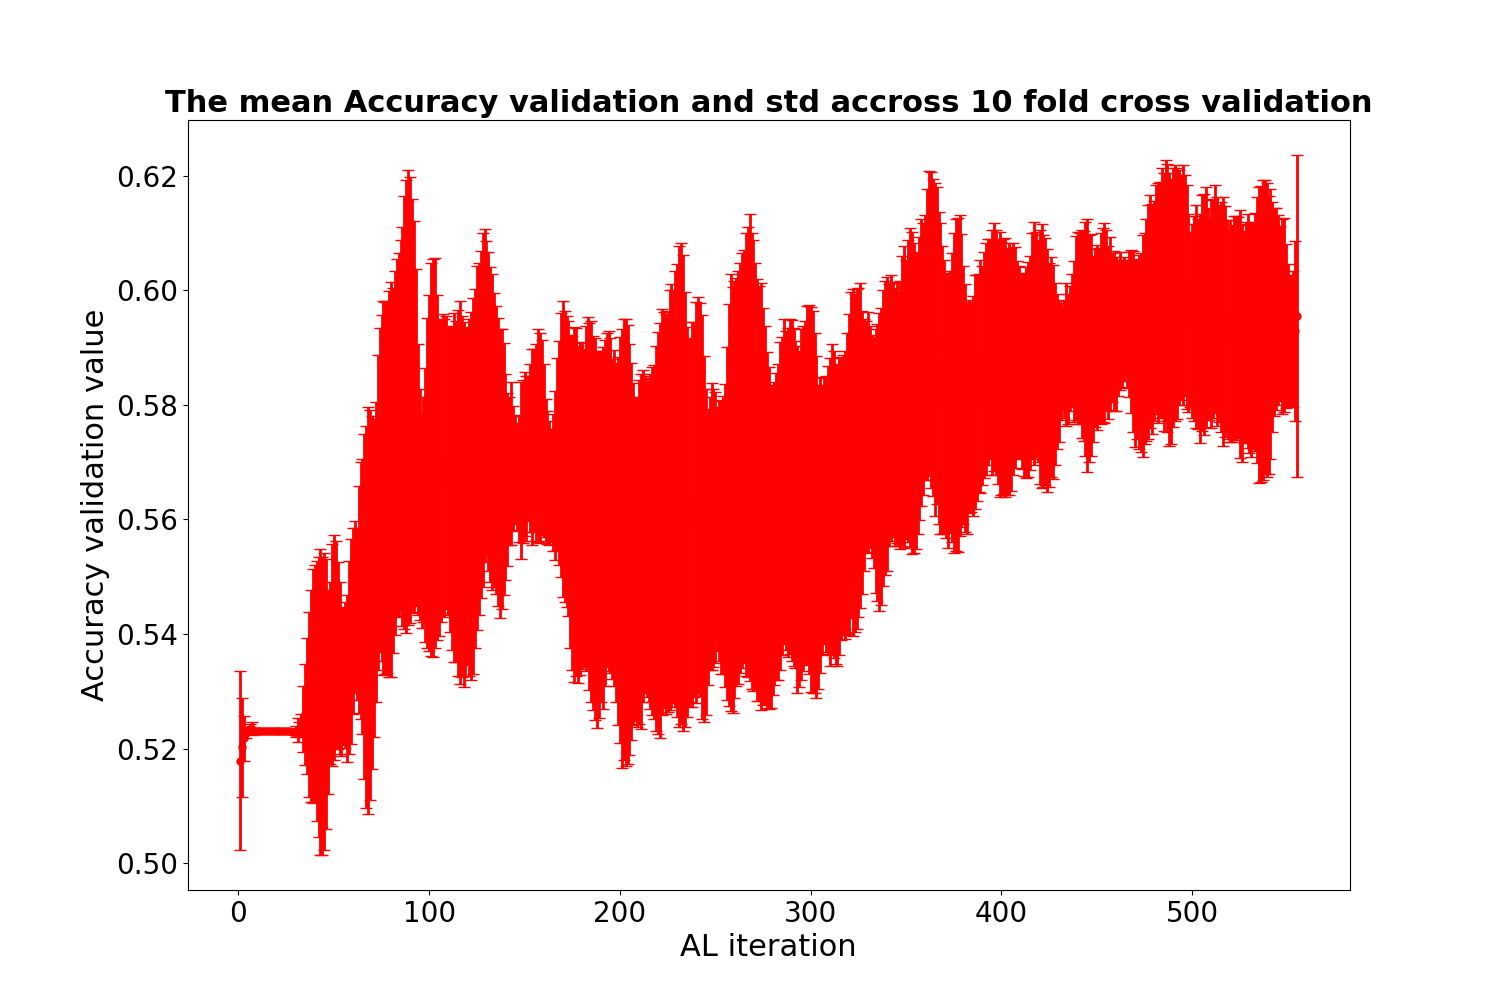 The mean Accuracy validation and std accross 10 fold cross validation
Accuracy validation value
0.62
0.60
0.58
0.56
0.54
0.52
0.50
0 100 200 300 400 500
AL iteration